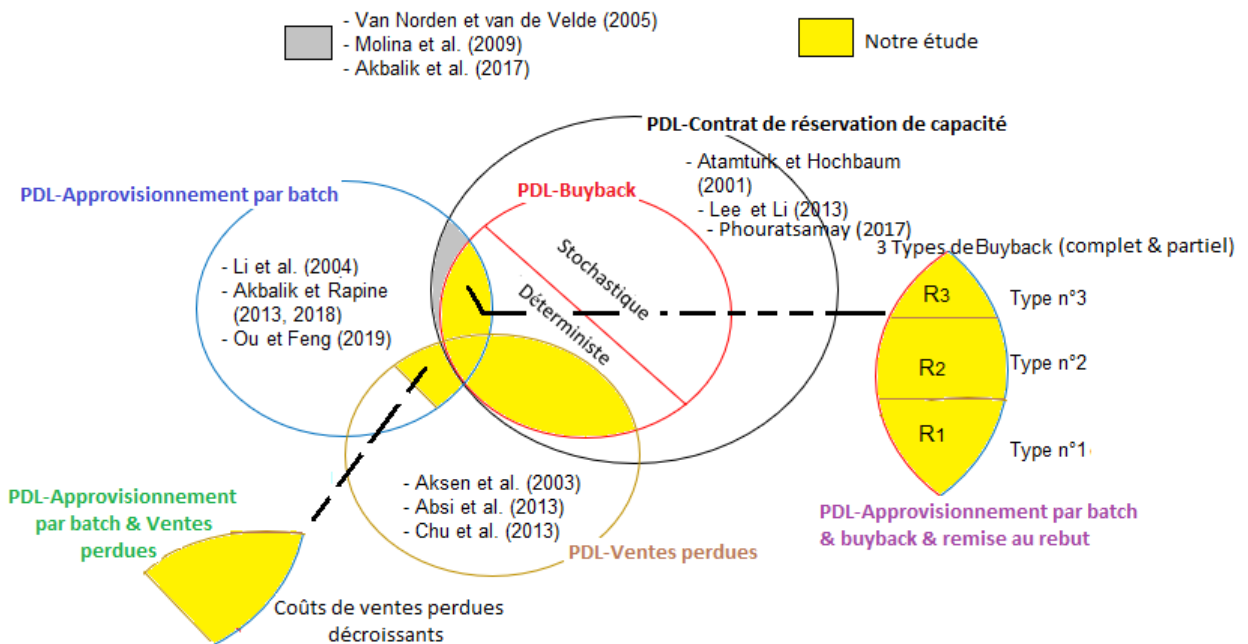 - Van Norden et van de Velde (2005)
- Molina et al. (2009)
- Akbalik et al. (2017)
Notre étude
PDL-Contrat de réservation de capacité
- Atamturk et Hochbaum
(2001)
- Lee et Li (2013)
- Phouratsamay (2017)
PDL-Approvisionnement par batch
- Li et al. (2004)
- Akbalik et Rapine
(2013, 2018)
- Ou et Feng (2019)
PDL-Buyback
Stochastique
Déterministe
3 Types de Buyback (complet & partiel)
R3
Type n°3
R2
Type n°2
R1
Type n°1
PDL-Approvisionnement par batch
& buyback & remise au rebut
- Aksen et al. (2003)
- Absi et al. (2013)
- Chu et al. (2013)
PDL-Ventes perdues
PDL-Approvisionnement
par batch & Ventes
perdues
Coûts de ventes perdues
décroissants